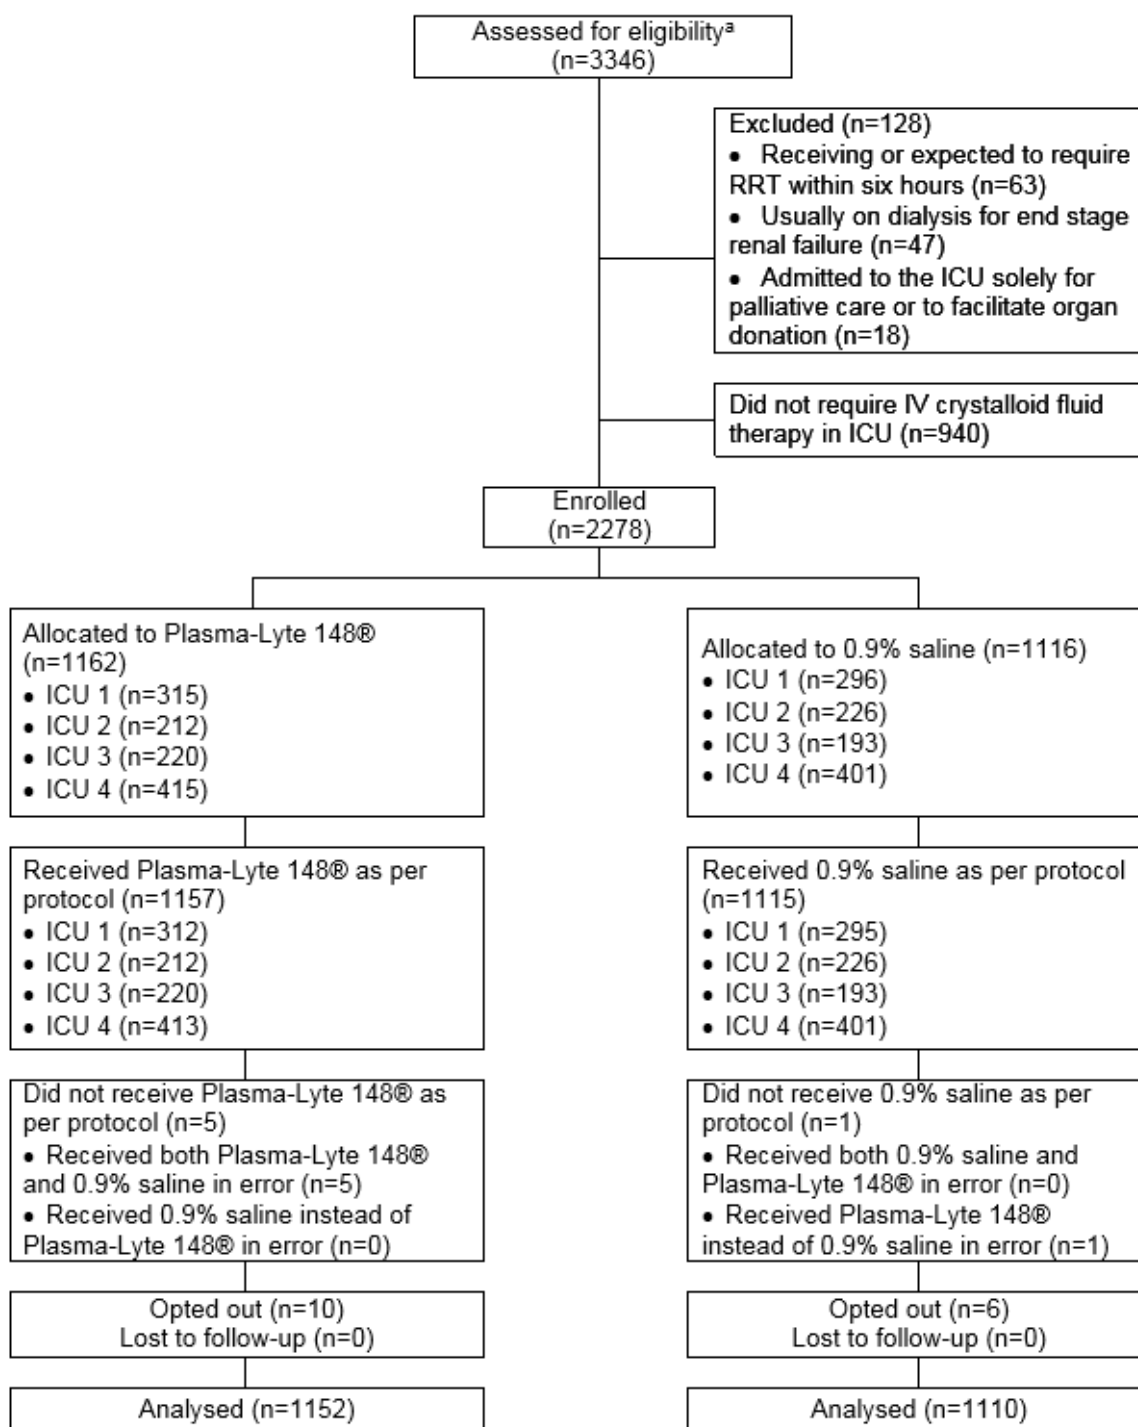 Assessed for eligibilityª
(n=3346)
Excluded (n=128)
• Receiving or expected to require
RRT within six hours (n=63)
• Usually on dialysis for end stage
renal failure (n=47)
• Admitted to the ICU solely for
palliative care or to facilitate organ
donation (n=18)
Did not require IV crystalloid fluid
therapy in ICU (n=940)
Enrolled
(n=2278)
Allocated to Plasma-Lyte 148®
(n=1162)
• ICU 1 (n=315)
• ICU 2 (n=212)
• ICU 3 (n=220)
• ICU 4 (n=415)
Allocated to 0.9% saline (n=1116)
• ICU 1 (n=296)
• ICU 2 (n=226)
• ICU 3 (n=193)
• ICU 4 (n=401)
Received Plasma-Lyte 148® as per
protocol (n=1157)
• ICU 1 (n=312)
• ICU 2 (n=212)
• ICU 3 (n=220)
• ICU 4 (n=413)
Received 0.9% saline as per protocol
(n=1115)
• ICU 1 (n=295)
• ICU 2 (n=226)
• ICU 3 (n=193)
• ICU 4 (n=401)
Did not receive Plasma-Lyte 148® as
per protocol (n=5)
• Received both Plasma-Lyte 148®
and 0.9% saline in error (n=5)
• Received 0.9% saline instead of
Plasma-Lyte 148® in error (n=0)
Did not receive 0.9% saline as per
protocol (n=1)
• Received both 0.9% saline and
Plasma-Lyte 148® in error (n=0)
• Received Plasma-Lyte 148®
instead of 0.9% saline in error (n=1)
Opted out (n=10)
Lost to follow-up (n=0)
Opted out (n=6)
Lost to follow-up (n=0)
Analysed (n=1152)
Analysed (n=1110)